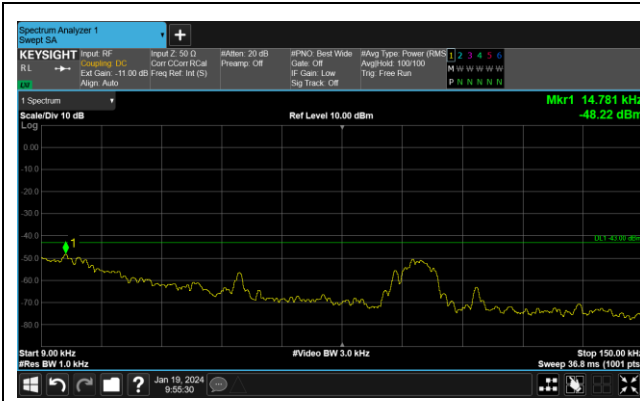 Spectrum Analyzer 1
Swept SA
+
KEYSIGHT
RL
Input: RF
Coupling: DC
Ext Gain: -11.00 dB
Align: Auto
Input Z: 50 Ω
Corr CCorr RCal
Freq Ref: Int (S)
#Atten: 20 dB
Preamp: Off
#PNO: Best Wide
Gate: Off
IF Gain: Low
Sig Track: Off
#Avg Type: Power (RMS
Avg|Hold: 100/100
Trig: Free Run
1 2 3 4 5 6
M W W W W W
P N N N N N
1 Spectrum
Mkr1 14.781 kHz
Scale/Div 10 dB
Ref Level 10.00 dBm
-48.22 dBm
Log
0.00
-10.0
-20.0
-30.0
-40.0
DL1 -43.00 dBm
1
-50.0
-60.0
-70.0
-80.0
Start 9.00 kHz
#Video BW 3.0 kHz
Stop 150.00 kHz
#Res BW 1.0 kHz
Sweep 36.8 ms (1001 pts
?
Jan 19, 2024
9:55:30